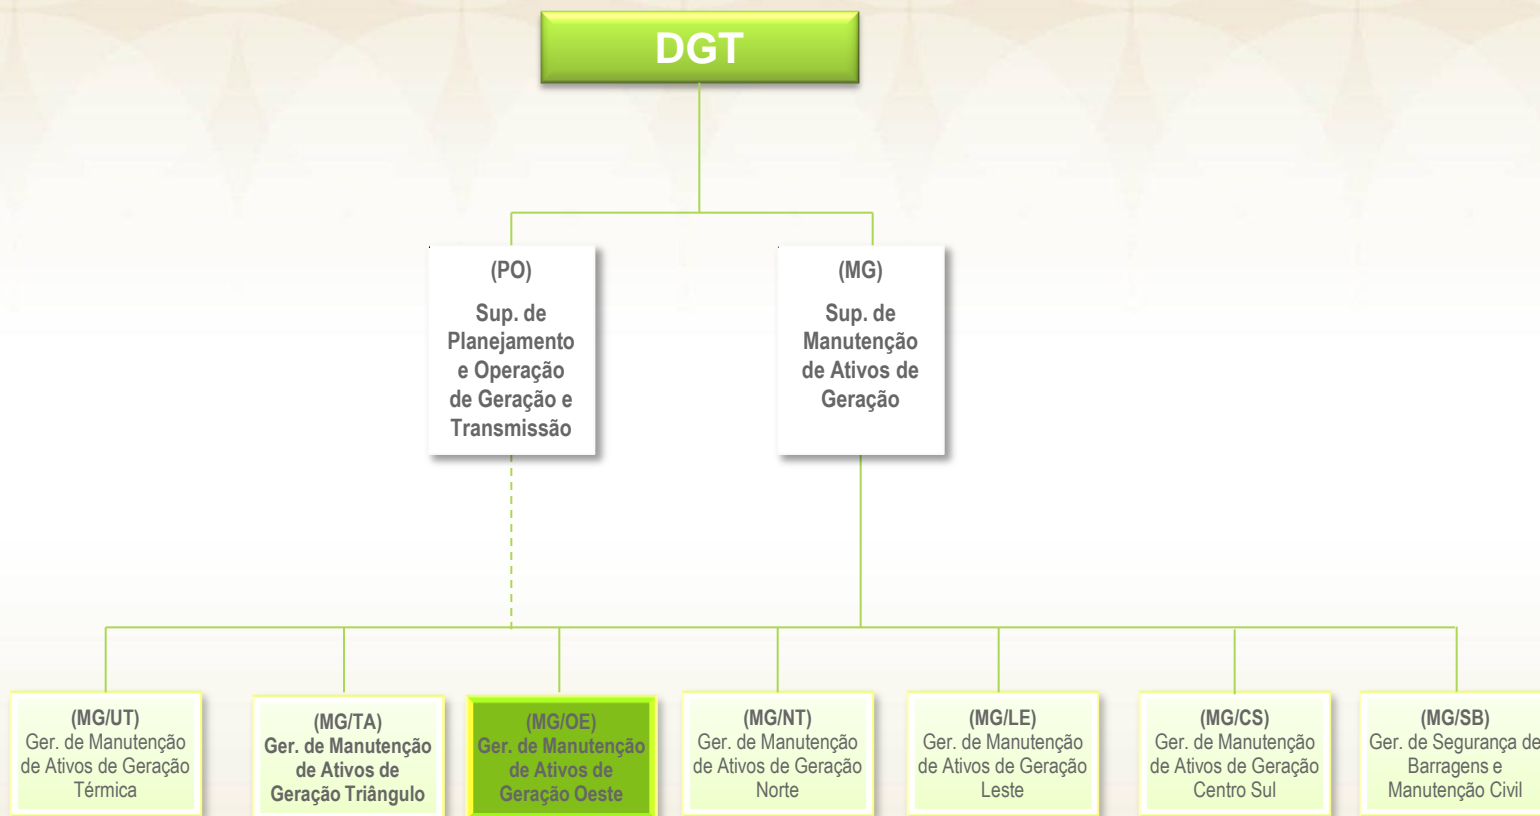 DGT
(PO)
Sup. de
Planejamento
e Operação
de Geração e
Transmissão
(MG)
Sup. de
Manutenção
de Ativos de
Geração
(MG/UT)
Ger. de Manutenção
de Ativos de Geração
Térmica
(MG/TA)
Ger. de Manutenção
de Ativos de
Geração Triângulo
(MG/OE)
Ger. de Manutenção
de Ativos de
Geração Oeste
(MG/NT)
Ger. de Manutenção
de Ativos de Geração
Norte
(MG/LE)
Ger. de Manutenção
de Ativos de Geração
Leste
(MG/CS)
Ger. de Manutenção
de Ativos de Geração
Centro Sul
(MG/SB)
Ger. de Segurança de
Barragens e
Manutenção Civil